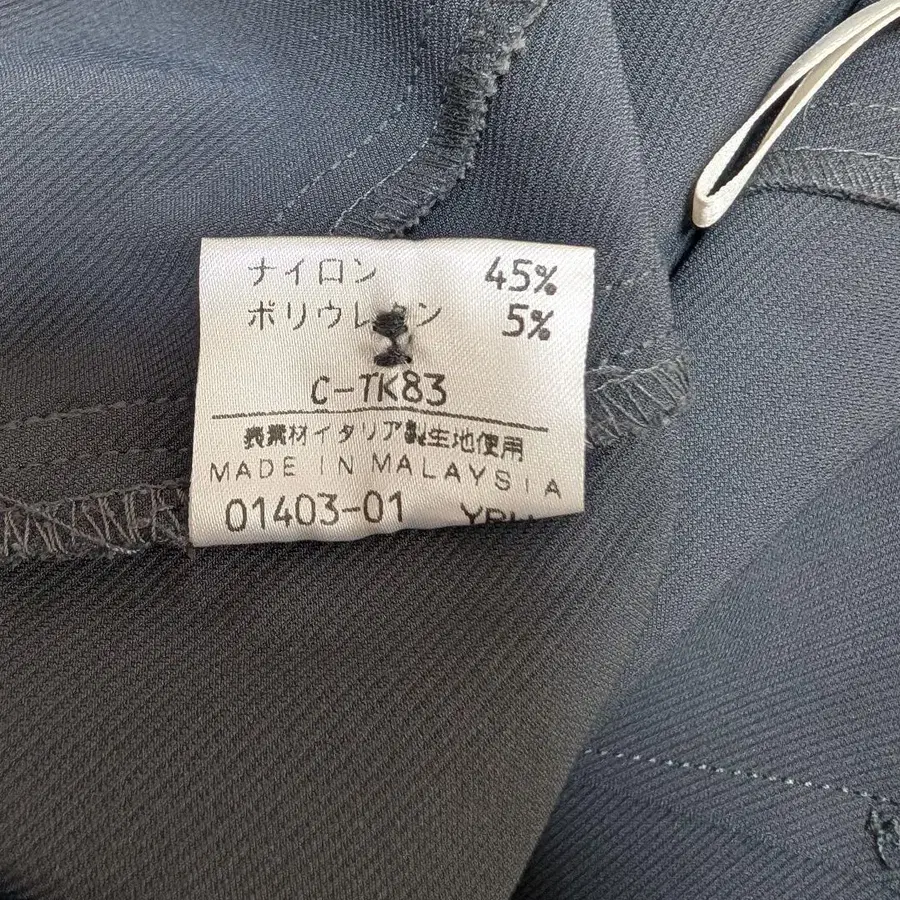 ナイロン 45%
ポリウレタン 5%
C-TK83
表素材イタリア製生地使用
MADE IN MALAYSIA
01403-01